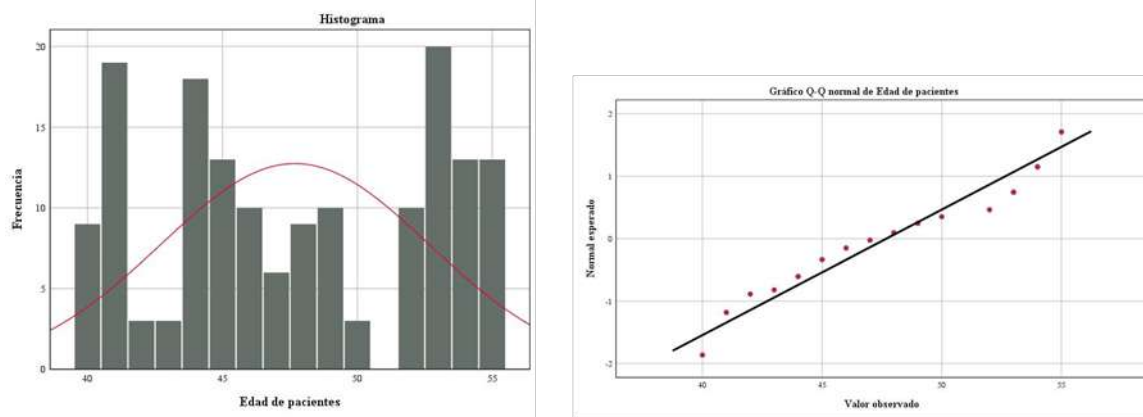 Histograma
20
15
10
5
0
Frecuencia
40 45 50 55
Edad de pacientes
Gráfico Q-Q normal de Edad de pacientes
2
1
0
-1
-2
Normal esperado
40 45 50 55
Valor observado